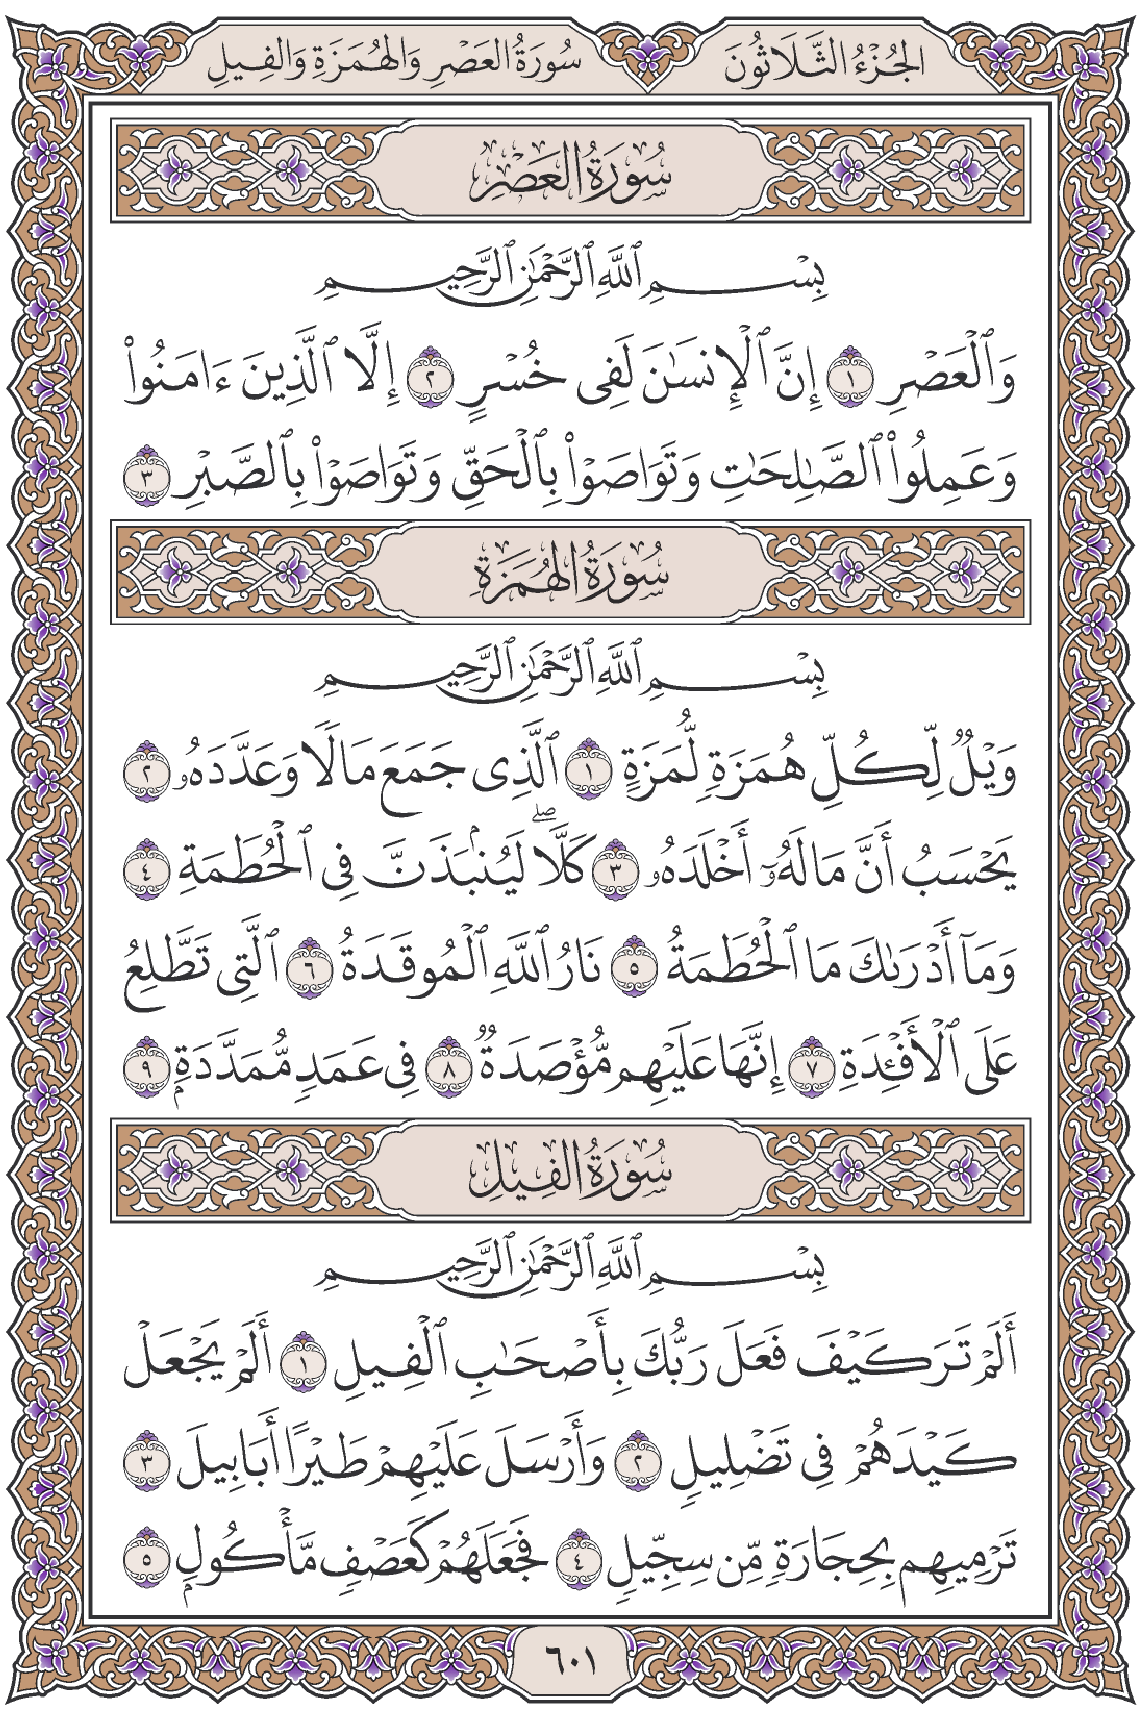 الجُزْءُ الثَّلَاثُونَ
سُورَةُ العَصْرِ وَالهُمَزَةِ وَالفِيلِ
سُورَةُ العَصْرِ
بِسْمِ ٱللَّهِ ٱلرَّحْمَٰنِ ٱلرَّحِيمِ
وَٱلْعَصْرِ ١ إِنَّ ٱلْإِنسَٰنَ لَفِى خُسْرٍ ٢ إِلَّا ٱلَّذِينَ ءَامَنُوا۟
وَعَمِلُوا۟ ٱلصَّٰلِحَٰتِ وَتَوَاصَوْا۟ بِٱلْحَقِّ وَتَوَاصَوْا۟ بِٱلصَّبْرِ ٣
سُورَةُ الهُمَزَةِ
بِسْمِ ٱللَّهِ ٱلرَّحْمَٰنِ ٱلرَّحِيمِ
وَيْلٌ لِّكُلِّ هُمَزَةٍ لُّمَزَةٍ ١ ٱلَّذِى جَمَعَ مَالًا وَعَدَّدَهُۥ ٢
يَحْسَبُ أَنَّ مَالَهُۥٓ أَخْلَدَهُۥ ٣ كَلَّا ۖ لَيُنۢبَذَنَّ فِى ٱلْحُطَمَةِ ٤
وَمَآ أَدْرَىٰكَ مَا ٱلْحُطَمَةُ ٥ نَارُ ٱللَّهِ ٱلْمُوقَدَةُ ٦ ٱلَّتِى تَطَّلِعُ
عَلَى ٱلْأَفْـِٔدَةِ ٧ إِنَّهَا عَلَيْهِم مُّؤْصَدَةٌ ٨ فِى عَمَدٍ مُّمَدَّدَةٍۭ ٩
سُورَةُ الفِيلِ
بِسْمِ ٱللَّهِ ٱلرَّحْمَٰنِ ٱلرَّحِيمِ
أَلَمْ تَرَ كَيْفَ فَعَلَ رَبُّكَ بِأَصْحَٰبِ ٱلْفِيلِ ١ أَلَمْ يَجْعَلْ
كَيْدَهُمْ فِى تَضْلِيلٍ ٢ وَأَرْسَلَ عَلَيْهِمْ طَيْرًا أَبَابِيلَ ٣
تَرْمِيهِم بِحِجَارَةٍ مِّن سِجِّيلٍ ٤ فَجَعَلَهُمْ كَعَصْفٍ مَّأْكُولٍۭ ٥
٦٠١